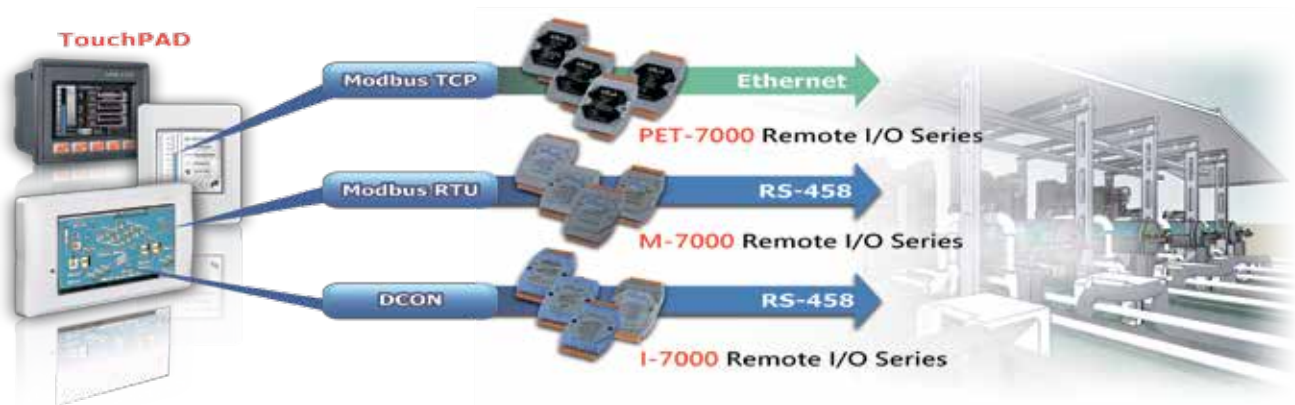 TouchPAD
Modbus TCP
Ethernet
PET-7000 Remote I/O Series
Modbus RTU
RS-458
M-7000 Remote I/O Series
DCON
RS-458
I-7000 Remote I/O Series